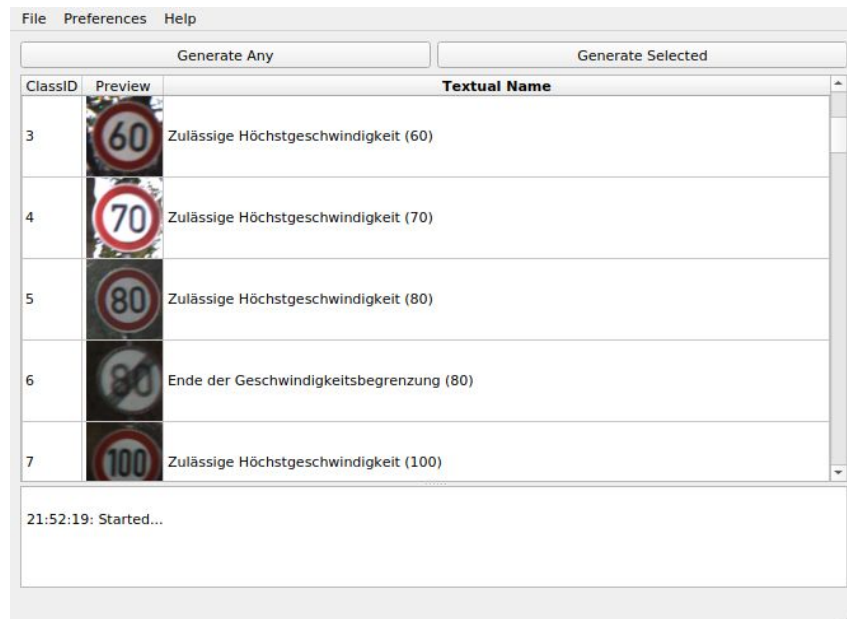 File Preferences Help
Generate Any Generate Selected
ClassID Preview Textual Name
3 60 Zulässige Höchstgeschwindigkeit (60)
4 70 Zulässige Höchstgeschwindigkeit (70)
5 80 Zulässige Höchstgeschwindigkeit (80)
6 80 Ende der Geschwindigkeitsbegrenzung (80)
7 100 Zulässige Höchstgeschwindigkeit (100)
21:52:19: Started...